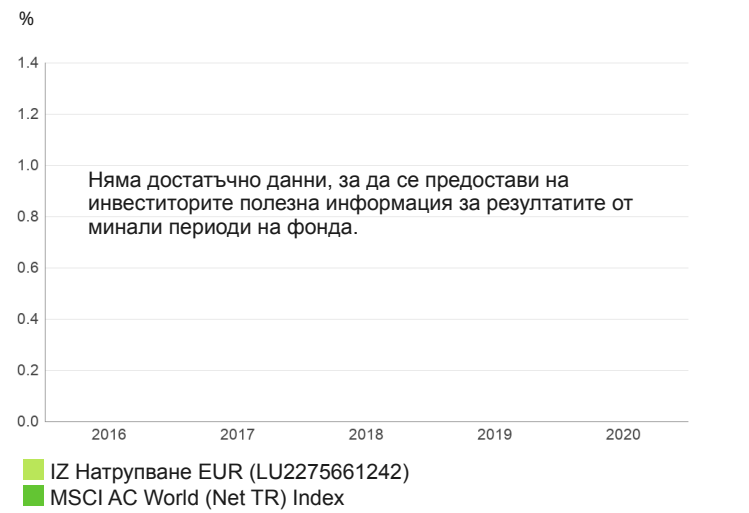 %
1.4
1.2
1.0
Няма достатъчно данни, за да се предостави на
инвеститорите полезна информация за резултатите от
0.8
минали периоди на фонда.
0.6
0.4
0.2
0.0
2016 2017 2018 2019 2020
IZ Натрупване EUR (LU2275661242)
MSCI AC World (Net TR) Index